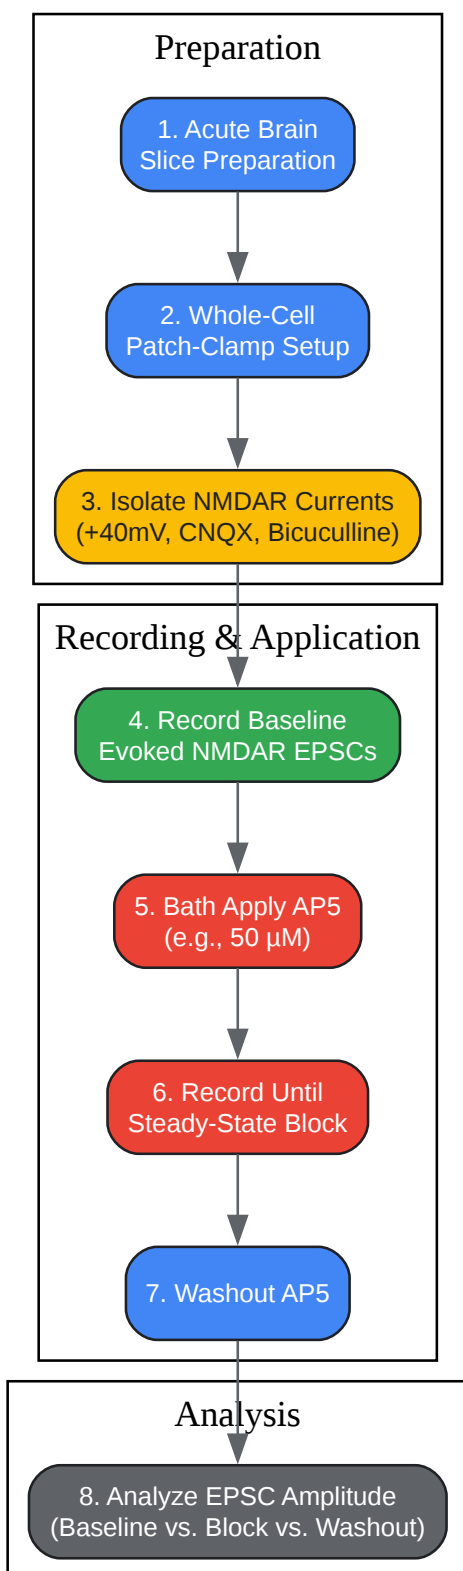 Preparation
1. Acute Brain
Slice Preparation
2. Whole-Cell
Patch-Clamp Setup
3. Isolate NMDAR Currents
(+40mV, CNQX, Bicuculline)
Recording & Application
4. Record Baseline
Evoked NMDAR EPSCs
5. Bath Apply AP5
(e.g., 50 µM)
6. Record Until
Steady-State Block
7. Washout AP5
Analysis
8. Analyze EPSC Amplitude
(Baseline vs. Block vs. Washout)